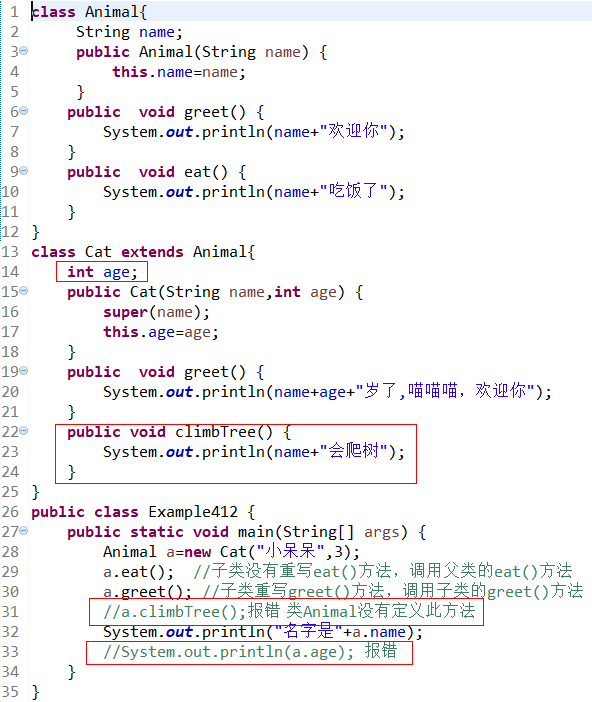 1 class Animal{
2 String name;
3 public Animal(String name) {
4 this.name=name;
5 }
6 public  void greet() {
7 System.out.println(name+"欢迎你");
8 }
9 public  void eat() {
10 System.out.println(name+"吃饭了");
11 }
12 }
13 class Cat extends Animal{
14 int age;
15 public Cat(String name,int age) {
16 super(name);
17 this.age=age;
18 }
19 public  void greet() {
20 System.out.println(name+age+"岁了,喵喵喵，欢迎你");
21 }
22 public void climbTree() {
23 System.out.println(name+"会爬树");
24 }
25 }
26 public class Example412 {
27 public static void main(String[] args) {
28 Animal a=new Cat("小呆呆",3);
29 a.eat();  //子类没有重写eat()方法，调用父类的eat()方法
30 a.greet(); //子类重写greet()方法，调用子类的greet()方法
31 //a.climbTree();报错 类Animal没有定义此方法
32 System.out.println("名字是"+a.name);
33 //System.out.println(a.age); 报错
34 }
35 }